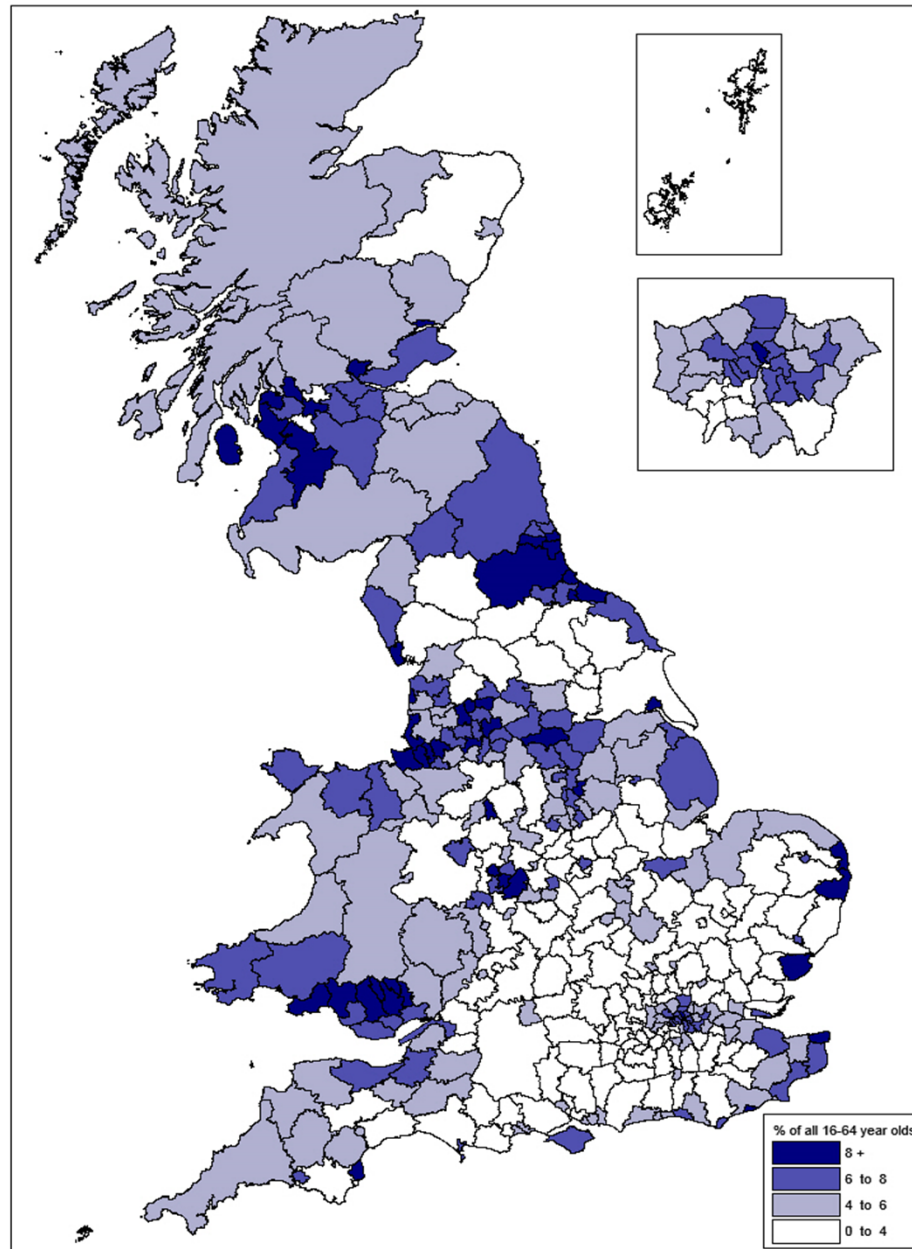 % of all 16-64 year olds
8 +
6 to 8
4 to 6
0 to 4